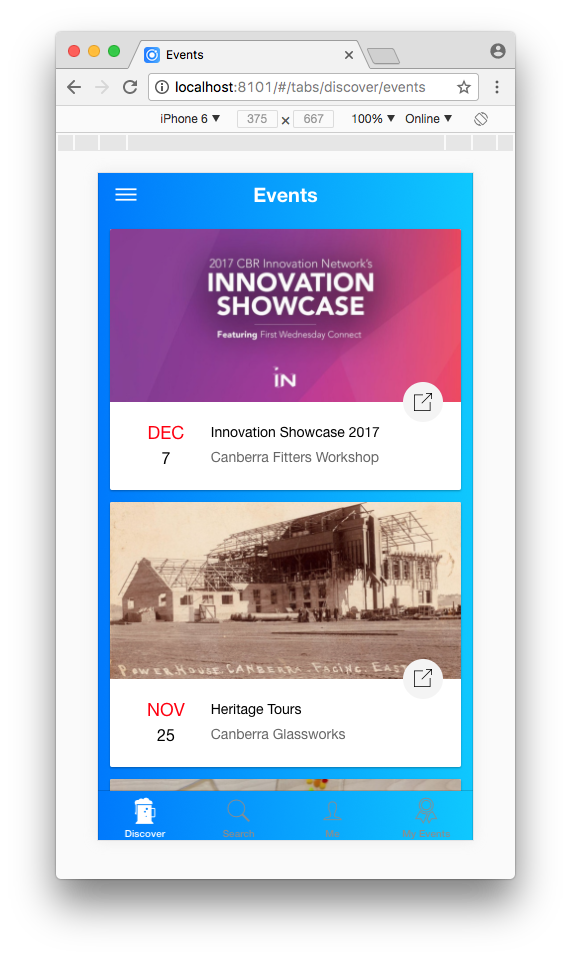 Events
localhost:8101/#/tabs/discover/events
iPhone 6 ▼ 375 × 667 100% ▼ Online ▼
Events
2017 CBR Innovation Network's
INNOVATION
SHOWCASE
Featuring First Wednesday Connect
iN
DEC
7
Innovation Showcase 2017
Canberra Fitters Workshop
POWER.HOUSE.CANBERRA.FACING.EAST
NOV
25
Heritage Tours
Canberra Glassworks
Discover Search Me My Events